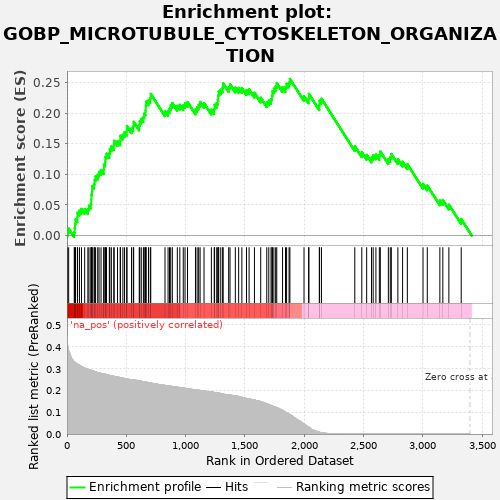 Enrichment plot:
GOBP_MICROTUBULE_CYTOSKELETON_ORGANIZA
TION
Enrichment score (ES)
0.25
0.20
0.15
0.10
0.05
0.00
'na_pos' (positively correlated)
Ranked list metric (PreRanked)
0.5
0.4
0.3
0.2
0.1
0.0
Zero cross at
0
500
1,000
1,500
2,000
2,500
3,000
3,500
Rank in Ordered Dataset
Enrichment profile
Hits
Ranking metric scores